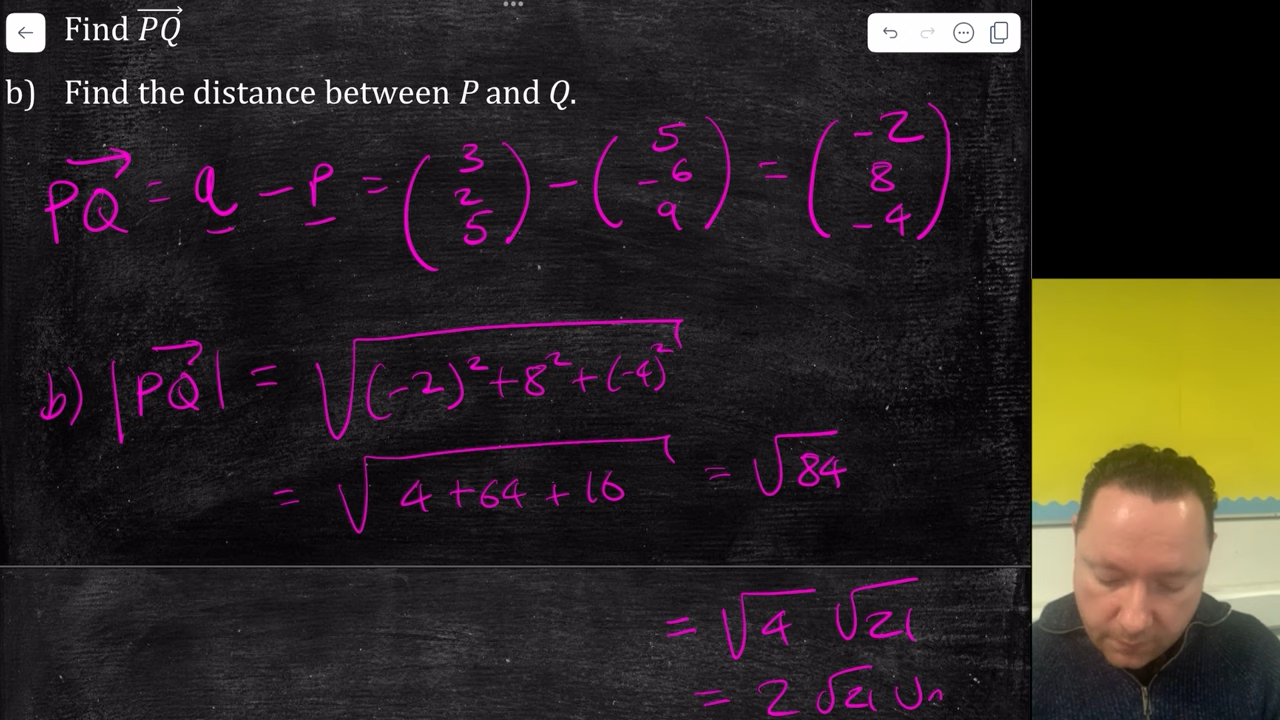 Find PQ
b) Find the distance between P and Q.
PQ = q - p = (3 2 5) - (5 -6 9) = (-2 8 -4)
b) |PQ| = √(-2)²+8²+(-4)²
= √4+64+16 = √84
= √4 √21
= 2 √21 Un